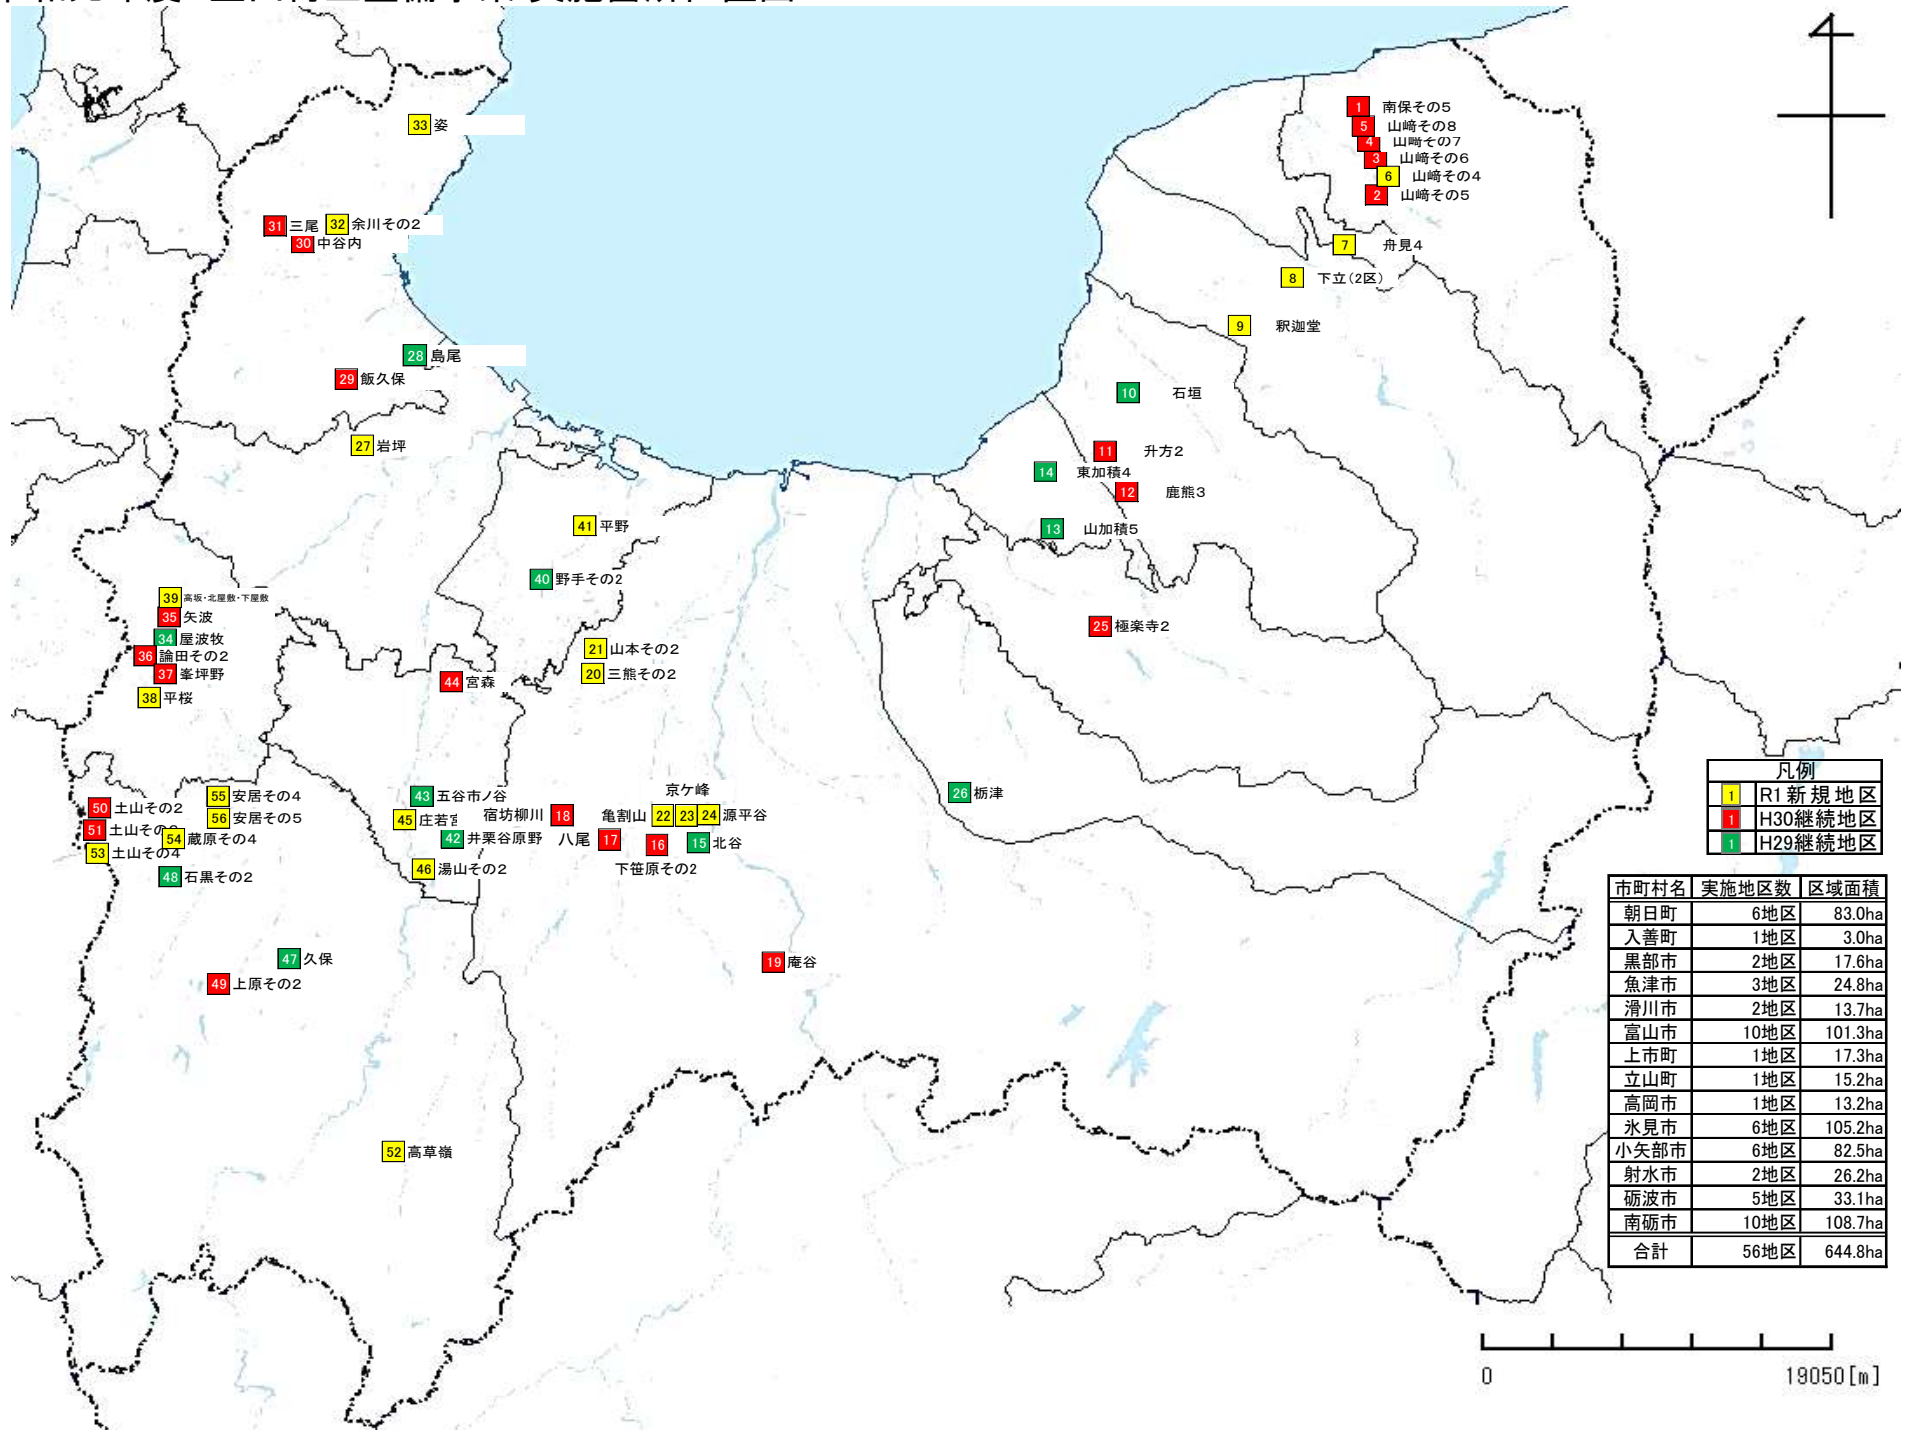 33 姿
1 南保その5
5 山﨑その8
4 山﨑その7
3 山﨑その6
6 山﨑その4
2 山﨑その5
31 三尾
32 余川その2
30 中谷内
7 舟見4
8 下立(2区)
9 釈迦堂
28 島尾
29 飯久保
10 石垣
27 岩坪
11 升方2
14 東加積4
12 鹿熊3
41 平野
13 山加積5
40 野手その2
39 高坂・北屋敷・下屋敷
35 矢波
34 屋波牧
36 論田その2
37 峯坪野
38 平桜
25 極楽寺2
21 山本その2
20 三熊その2
44 宮森
26 栃津
京ケ峰
43 五谷市ノ谷
55 安居その4
50 土山その2
56 安居その5
45 庄若宮
宿坊柳川 18
亀割山 22 23 24 源平谷
51 土山その
54 蔵原その4
42 井栗谷原野
八尾 17
16
15 北谷
53 土山その4
46 湯山その2
下笹原その2
48 石黒その2
47 久保
49 上原その2
19 庵谷
52 高草嶺
凡例
1 R1新規地区
1 H30継続地区
1 H29継続地区
市町村名 実施地区数 区域面積
朝日町 6地区 83.0ha
入善町 1地区 3.0ha
黒部市 2地区 17.6ha
魚津市 3地区 24.8ha
滑川市 2地区 13.7ha
富山市 10地区 101.3ha
上市町 1地区 17.3ha
立山町 1地区 15.2ha
高岡市 1地区 13.2ha
氷見市 6地区 105.2ha
小矢部市 6地区 82.5ha
射水市 2地区 26.2ha
砺波市 5地区 33.1ha
南砺市 10地区 108.7ha
合計 56地区 644.8ha
0 19050[m]